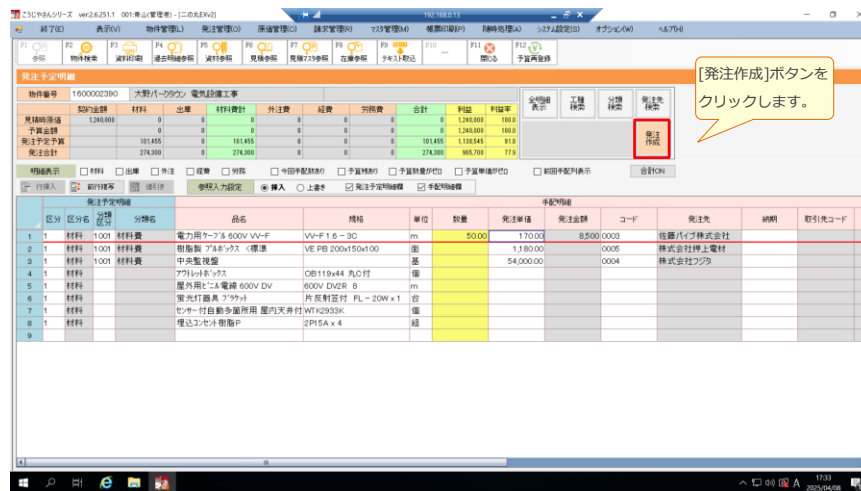 こうじやさんシリーズ ver2.6.251.1 001:青山(管理者) - [二の丸EXv2]
192.168.0.13
終了(E) 表示(V) 物件管理(L) 発注管理(O) 原価管理(C) 請求管理(R) マスタ管理(M) 帳票印刷(P) 随時処理(A) システム設定(S) オプション(W) ヘルプ(H)
F1 F2 F3 F4 F5 F6 F7 F8 F9 F10 F11 F12
参照 物件検索 資料印刷 過去明細参照 資材参照 見積参照 見積マスタ参照 在庫参照 テキスト取込 閉じる 予算再登録
発注予定明細
[発注作成]ボタンを
クリックします。
物件番号 1600002390 大野パークタウン 電気設備工事
全明細表示 工種検索 分類検索 発注先検索
契約金額 材料 出庫 材料費計 外注費 経費 労務費 合計 利益 利益率
見積時原価 1,240,000 0 0 0 0 0 0 0 1,240,000 100.0
予算金額 0 0 0 0 0 0 0 1,240,000 100.0
発注予定予算 101,455 0 101,455 0 0 0 101,455 1,138,545 91.8
発注合計 274,300 0 274,300 0 0 0 274,300 965,700 77.9
発注作成
明細表示 材料 出庫 外注 経費 労務 今回手配数あり 予算残あり 予算数量がゼロ 予算単価がゼロ 前回手配列表示 合計ON
行挿入 前行複写 値引き 参照入力設定 挿入 上書き 発注予定明細欄 手配明細欄
発注予定明細 手配明細
区分 区分名 分類区分 分類名 品名 規格 単位 数量 発注単価 発注金額 コード 発注先 納期 取引先コード
1 1 材料 1001 材料費 電力用ケーブル 600V VV-F VV-F 1.6 - 3C m 50.00 170.00 8,500 0003 佐藤パイプ株式会社
2 1 材料 1001 材料費 樹脂製 プルボックス <標準 VE PB 200x150x100 面 1,180.00 0005 株式会社押上電材
3 1 材料 1001 材料費 中央監視盤 基 54,000.00 0004 株式会社フジタ
4 1 材料 アウトレットボックス OB119x44 丸C付 個
5 1 材料 屋外用ビニル電線 600V DV 600V DV2R 8 m
6 1 材料 蛍光灯器具 ブラケット 片反射笠付 FL - 20W x 1 台
7 1 材料 センサー付自動多箇所用 屋内天井付 WTK2933K 個
8 1 材料 埋込コンセント 樹脂P 2P15A x 4 組
9
A 17:33
2025/04/08